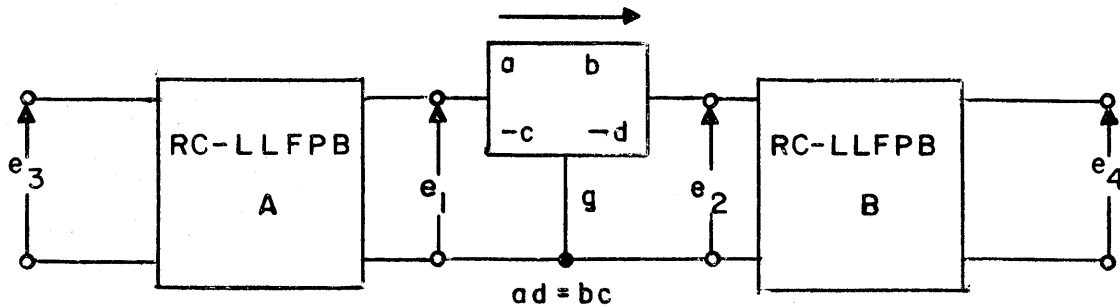 a b
-c -d
RC-LLFPB
A
RC-LLFPB
B
e3
e1
g
e2
e4
ad = bc